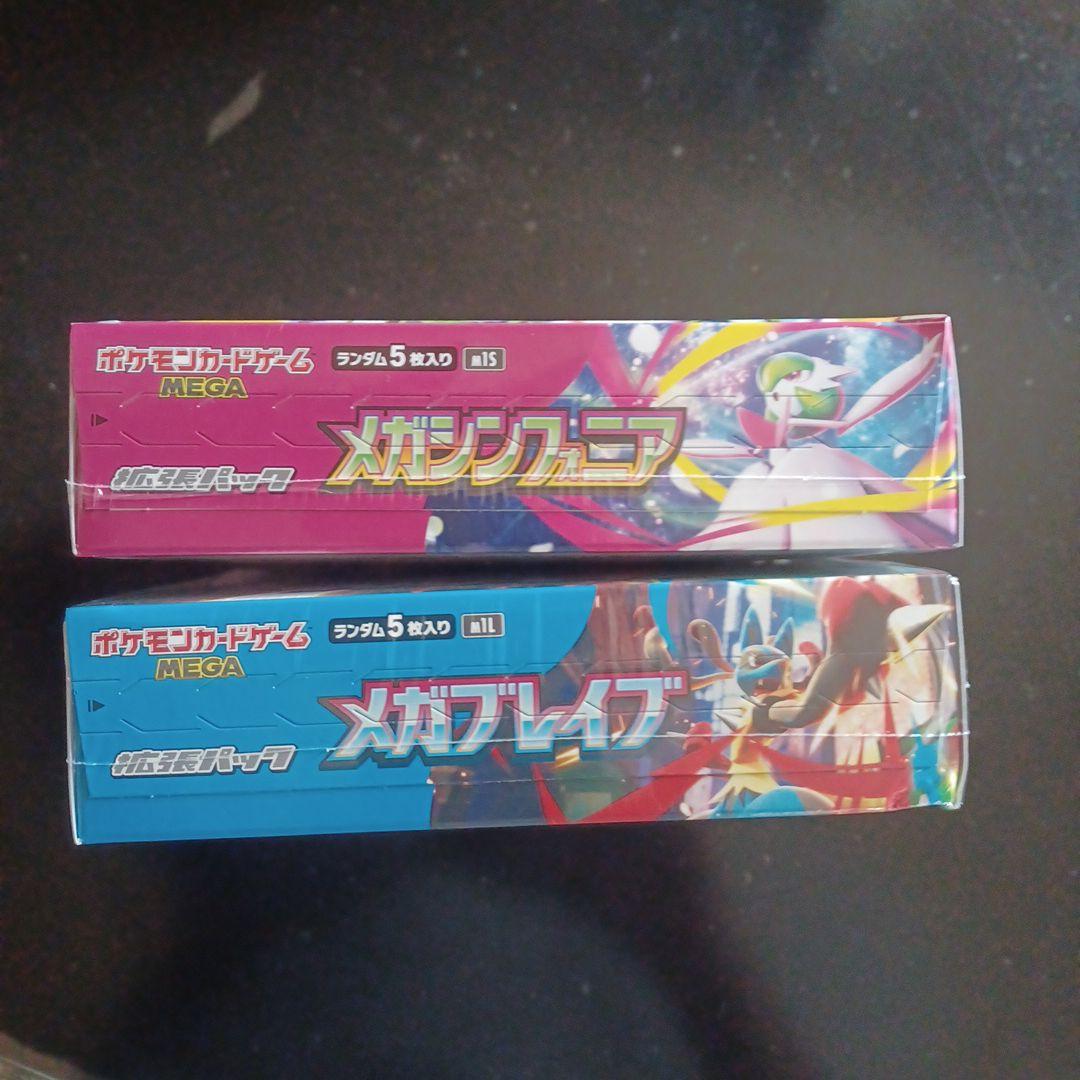 ポケモンカードゲーム
MEGA
ランダム5枚入り m1S
メガシンフォニア
拡張パック
ポケモンカードゲーム
MEGA
ランダム5枚入り m1L
メガブレイブ
拡張パック